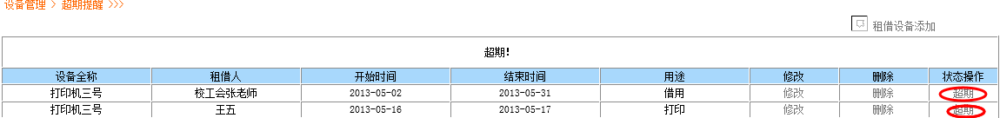 设备管理 > 超期提醒 >>>
租借设备添加
超期!
设备全称 租借人 开始时间 结束时间 用途 修改 删除 状态操作
打印机三号 校工会张老师 2013-05-02 2013-05-31 借用 修改 删除 超期
打印机三号 王五 2013-05-16 2013-05-17 打印 修改 删除 超期